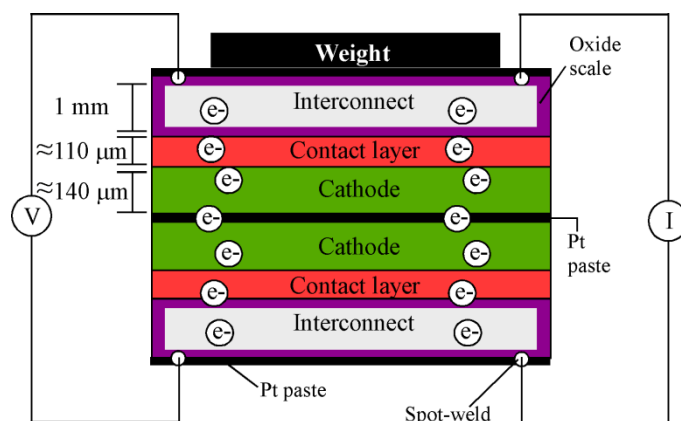 Weight
Oxide
scale
1 mm
Interconnect
e-
e-
≈110 μm
e-
Contact layer
e-
≈140 μm
e-
Cathode
e-
V
e-
e-
I
Cathode
Pt
paste
e-
e-
Contact layer
e-
e-
Interconnect
e-
e-
Pt paste
Spot-weld